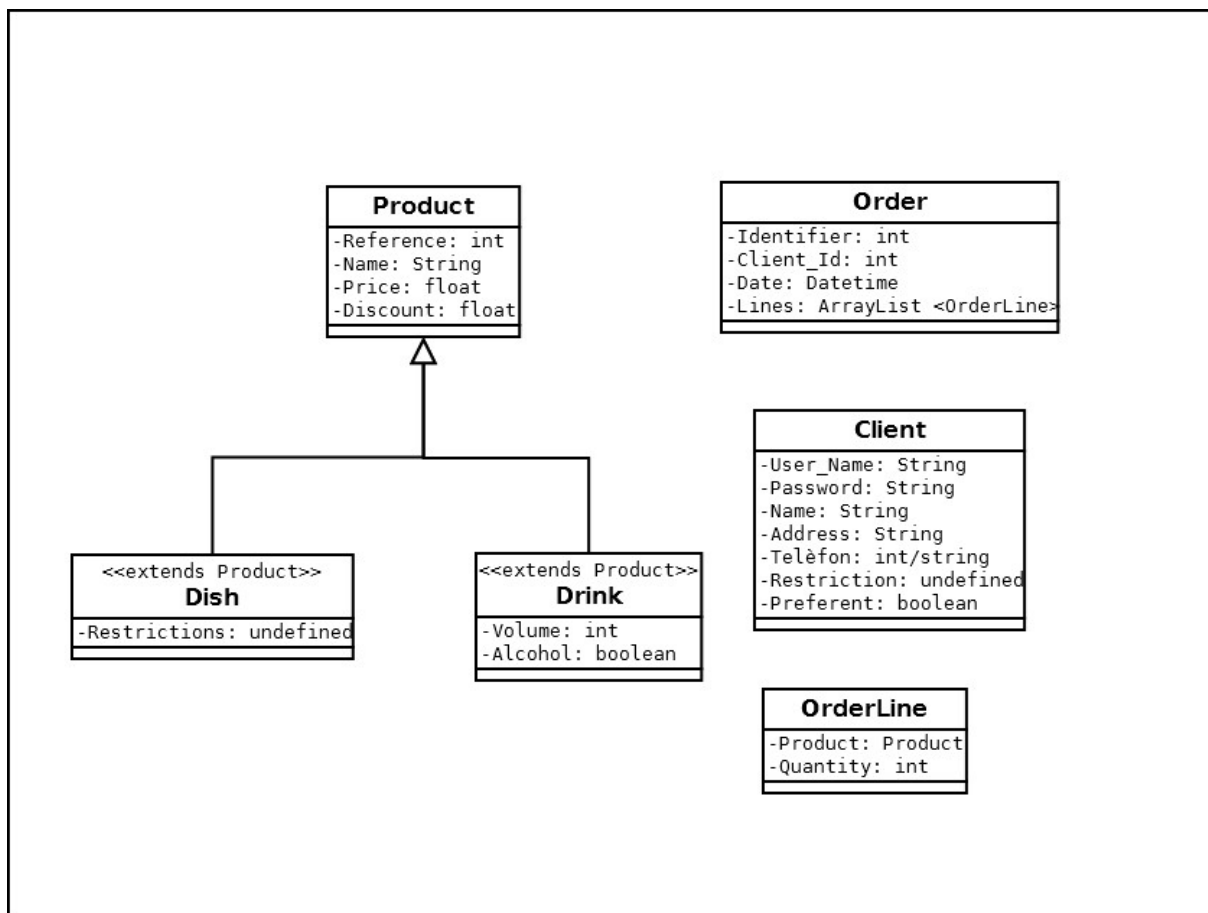 Product
-Reference: int
-Name: String
-Price: float
-Discount: float
Order
-Identifier: int
-Client_Id: int
-Date: Datetime
-Lines: ArrayList <OrderLine>
Client
-User_Name: String
-Password: String
-Name: String
-Address: String
-Telèfon: int/string
-Restriction: undefined
-Preferent: boolean
<<extends Product>>
Dish
-Restrictions: undefined
<<extends Product>>
Drink
-Volume: int
-Alcohol: boolean
OrderLine
-Product: Product
-Quantity: int